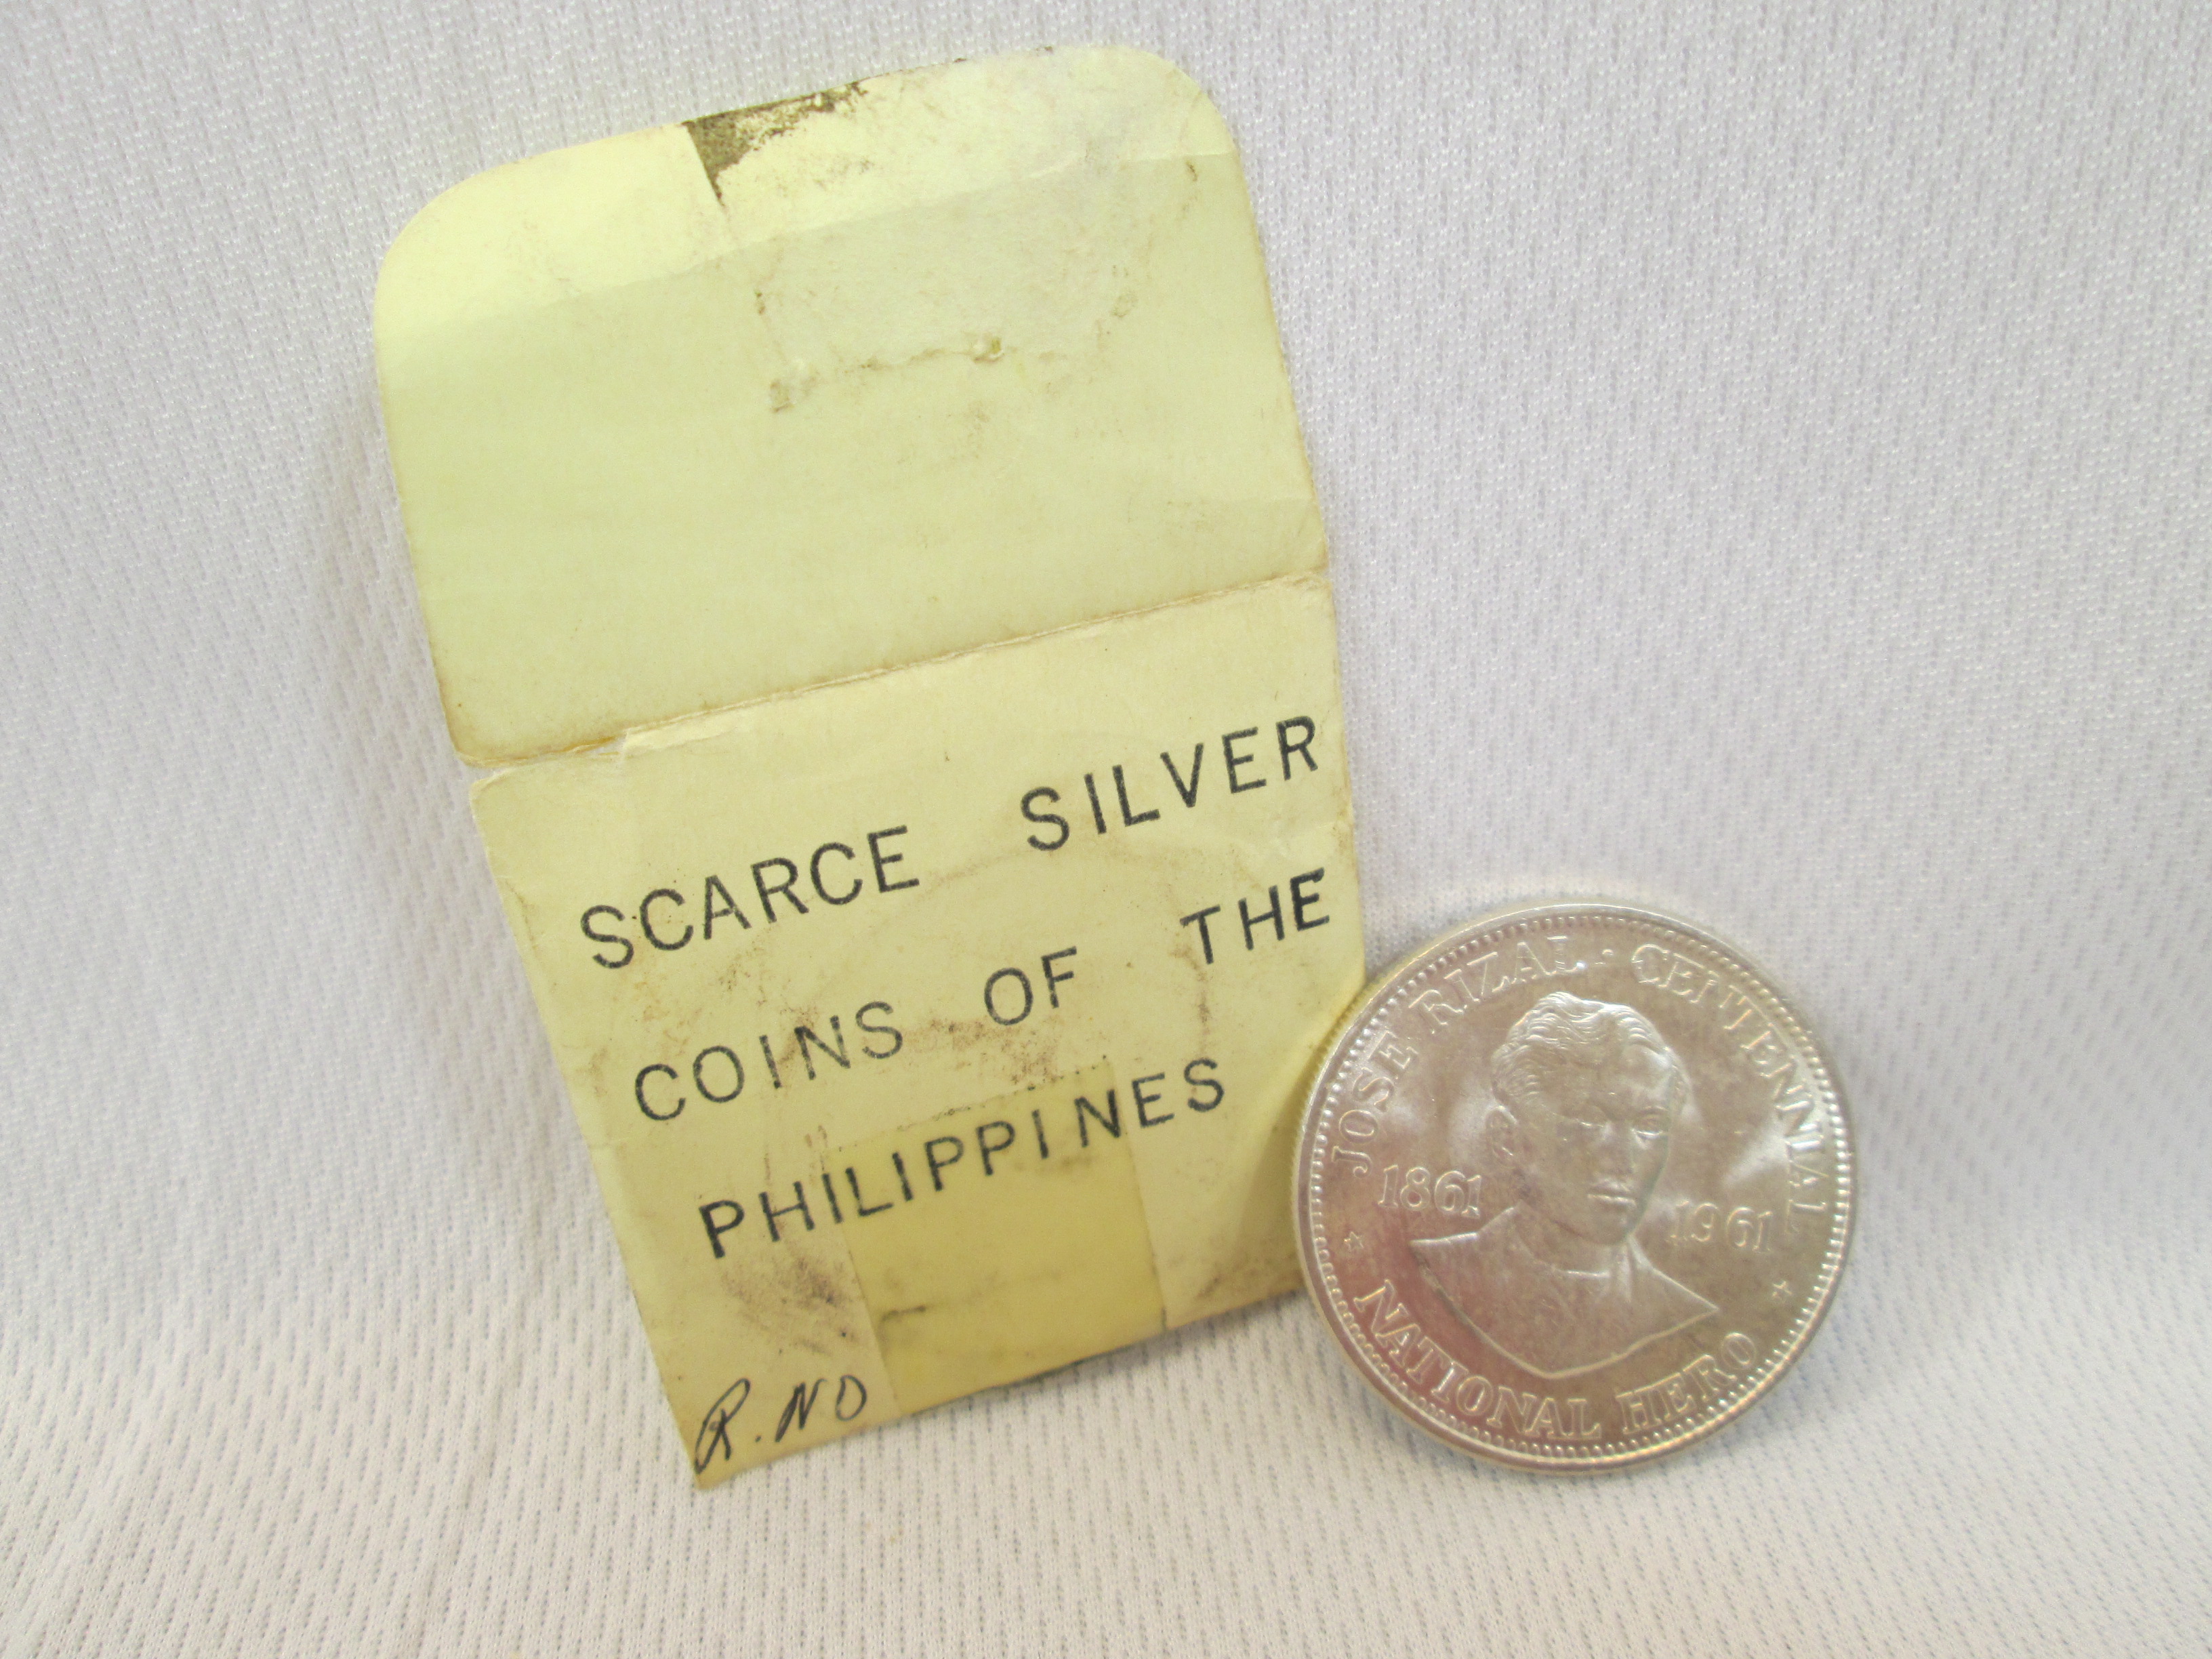 SCARCE SILVER
COINS OF THE
PHILIPPINES
R. NO
JOSE RIZAL · CENTENNIAL
1861 1961
NATIONAL HERO